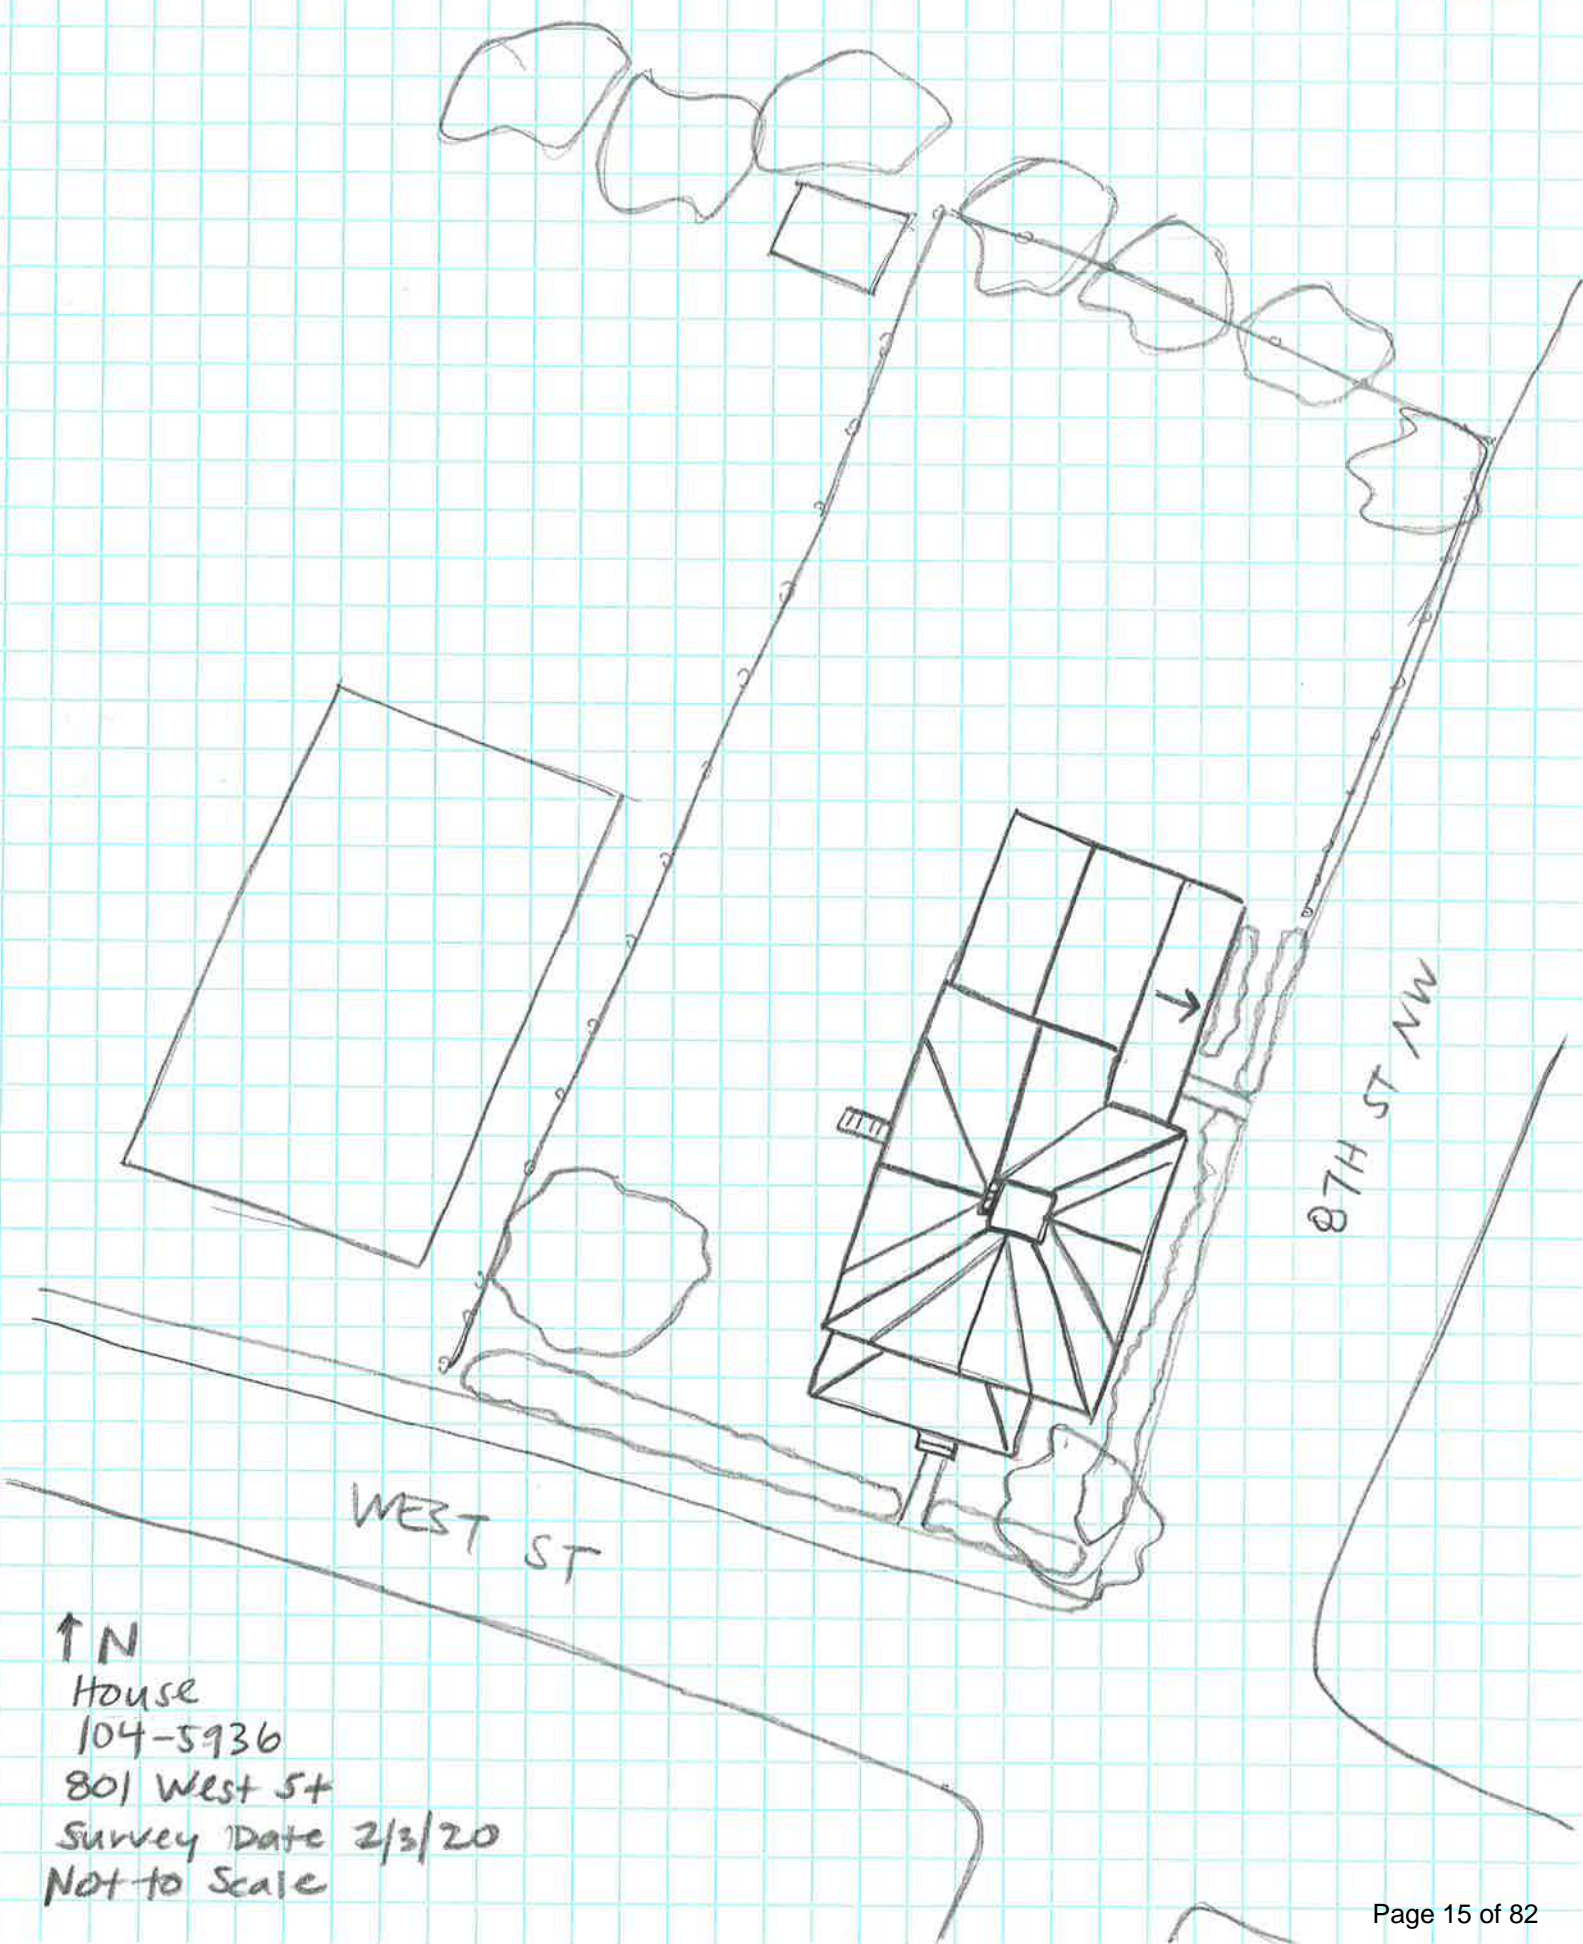 87TH ST NW
WEST ST
↑ N
House
104-5936
801 West St
Survey Date 2/3/20
Not to Scale
Page 15 of 82